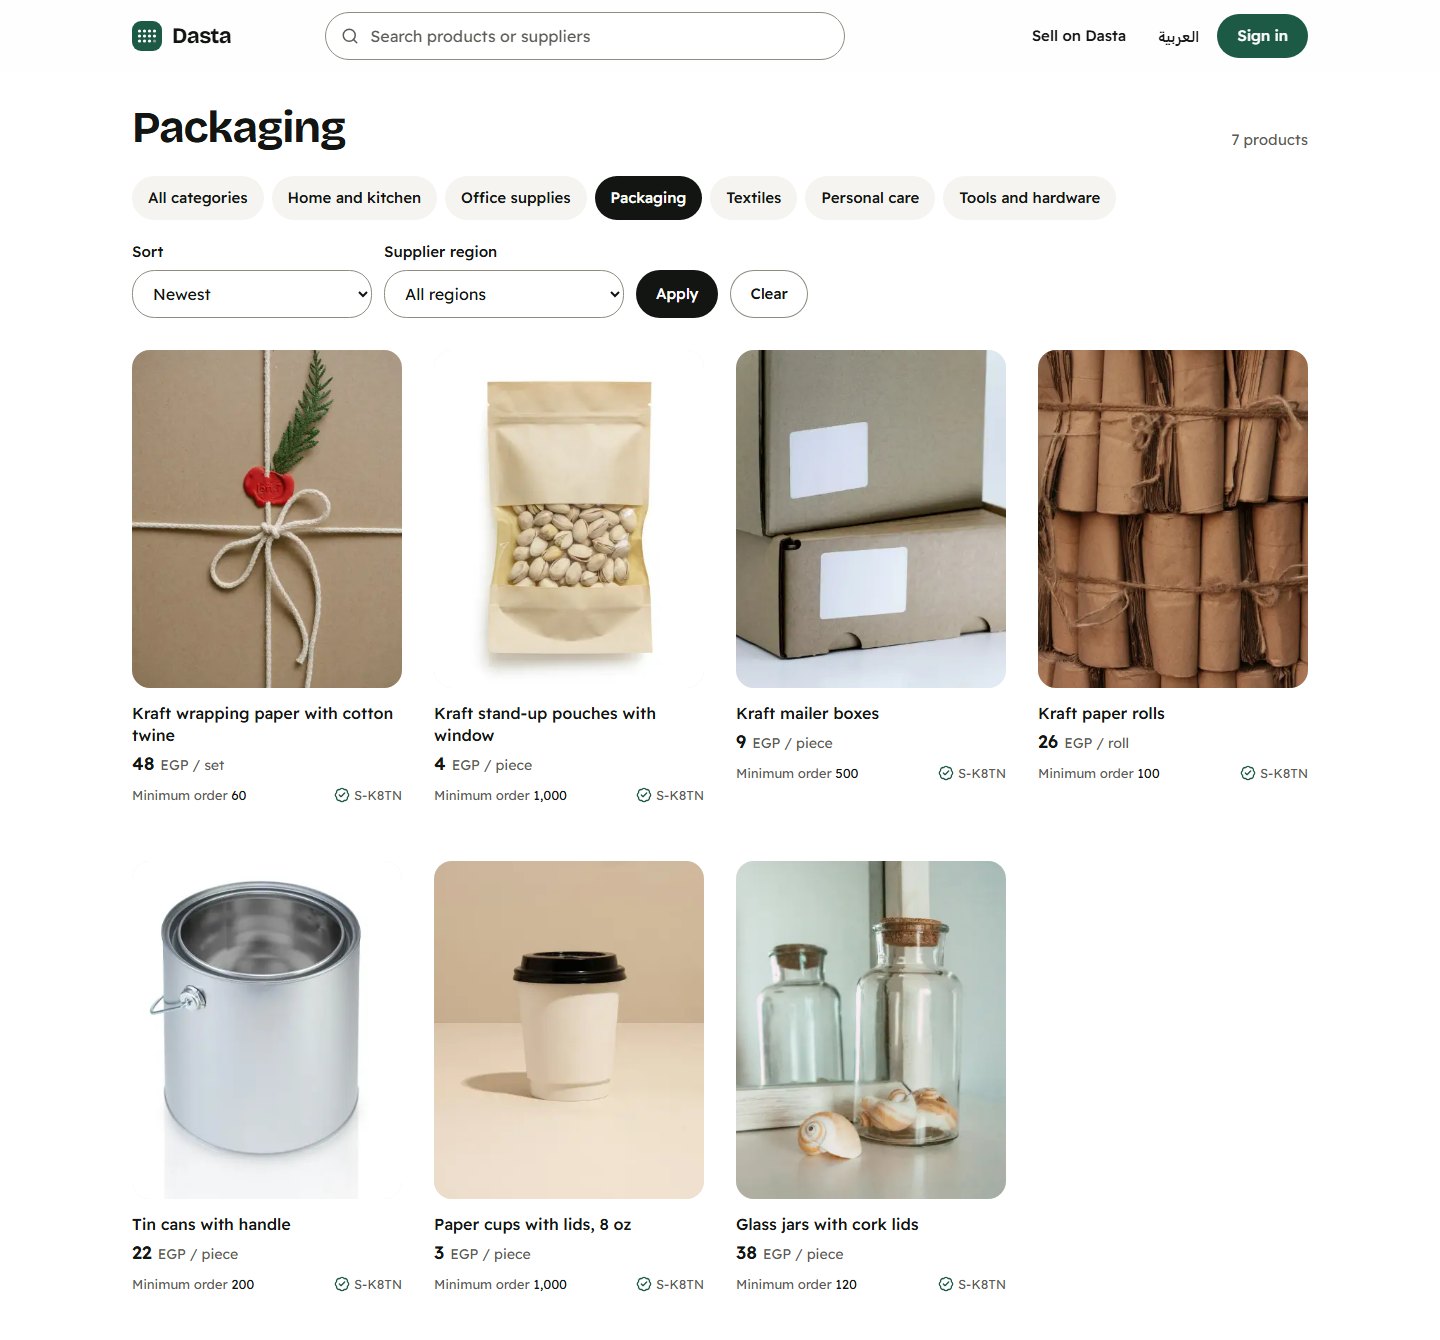 Dasta
Search products or suppliers
Sell on Dasta
العربية
Sign in
Packaging
7 products
All categories
Home and kitchen
Office supplies
Packaging
Textiles
Personal care
Tools and hardware
Sort
Supplier region
Newest
All regions
Apply
Clear
Kraft wrapping paper with cotton
twine
48 EGP / set
Minimum order 60
S-K8TN
Kraft stand-up pouches with
window
4 EGP / piece
Minimum order 1,000
S-K8TN
Kraft mailer boxes
9 EGP / piece
Minimum order 500
S-K8TN
Kraft paper rolls
26 EGP / roll
Minimum order 100
S-K8TN
Tin cans with handle
22 EGP / piece
Minimum order 200
S-K8TN
Paper cups with lids, 8 oz
3 EGP / piece
Minimum order 1,000
S-K8TN
Glass jars with cork lids
38 EGP / piece
Minimum order 120
S-K8TN